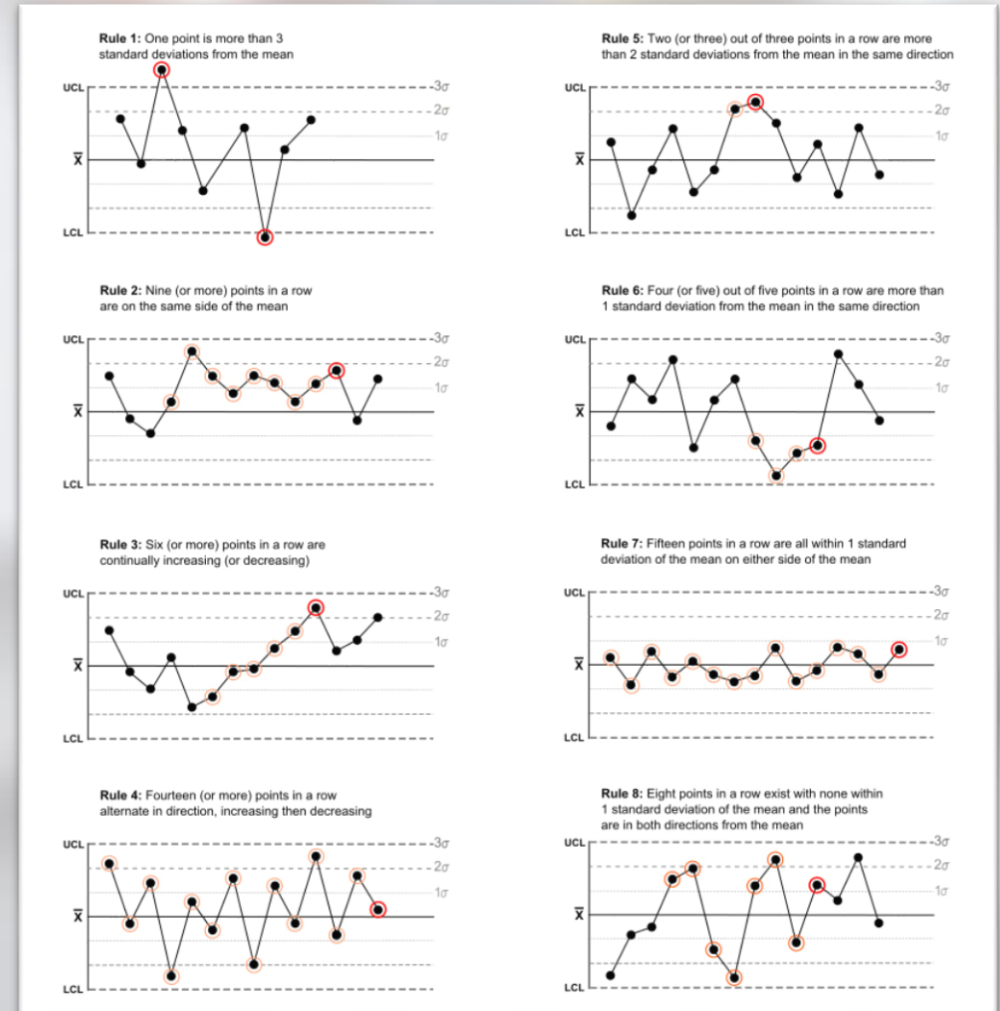 Rule 1: One point is more than 3
standard deviations from the mean
UCL
3σ
2σ
1σ
X̄
LCL
Rule 5: Two (or three) out of three points in a row are more
than 2 standard deviations from the mean in the same direction
UCL
3σ
2σ
1σ
X̄
LCL
Rule 2: Nine (or more) points in a row
are on the same side of the mean
UCL
3σ
2σ
1σ
X̄
LCL
Rule 6: Four (or five) out of five points in a row are more than
1 standard deviation from the mean in the same direction
UCL
3σ
2σ
1σ
X̄
LCL
Rule 3: Six (or more) points in a row are
continually increasing (or decreasing)
UCL
3σ
2σ
1σ
X̄
LCL
Rule 7: Fifteen points in a row are all within 1 standard
deviation of the mean on either side of the mean
UCL
3σ
2σ
1σ
X̄
LCL
Rule 4: Fourteen (or more) points in a row
alternate in direction, increasing then decreasing
UCL
3σ
2σ
1σ
X̄
LCL
Rule 8: Eight points in a row exist with none within
1 standard deviation of the mean and the points
are in both directions from the mean
UCL
3σ
2σ
1σ
X̄
LCL